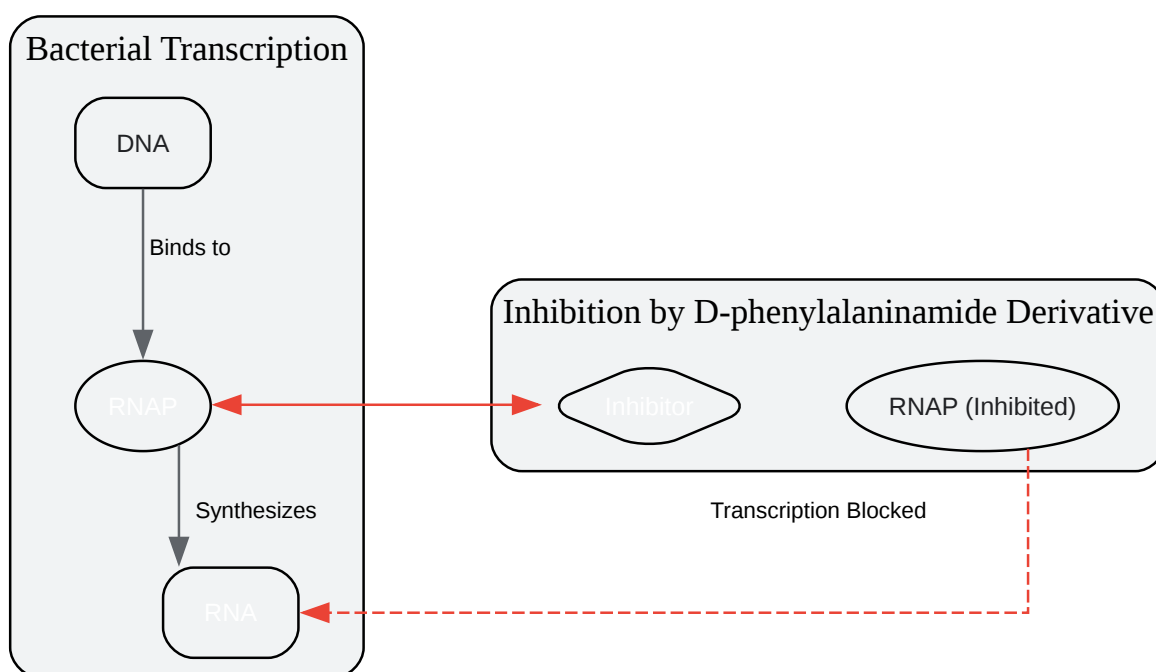 Bacterial Transcription
DNA
Binds to
Inhibition by D-phenylalaninamide Derivative
RNAP
Inhibitor
RNAP (Inhibited)
Synthesizes
Transcription Blocked
RNA